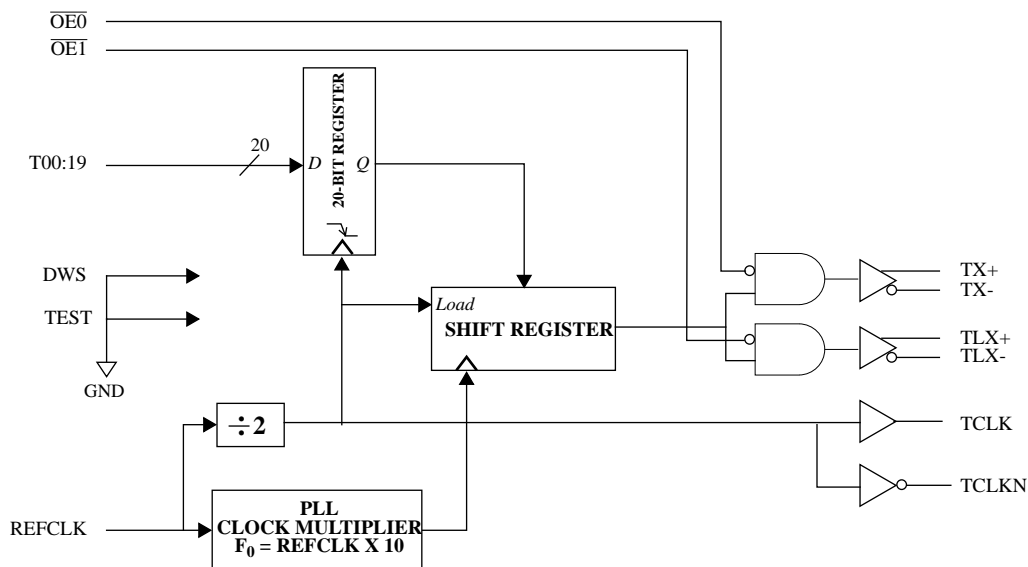 OE0
OE1
20-BIT REGISTER
T00:19
20
D
Q
DWS
TEST
GND
Load
SHIFT REGISTER
TX+
TX-
TLX+
TLX-
÷2
TCLK
TCLKN
REFCLK
PLL
CLOCK MULTIPLIER
F0 = REFCLK X 10